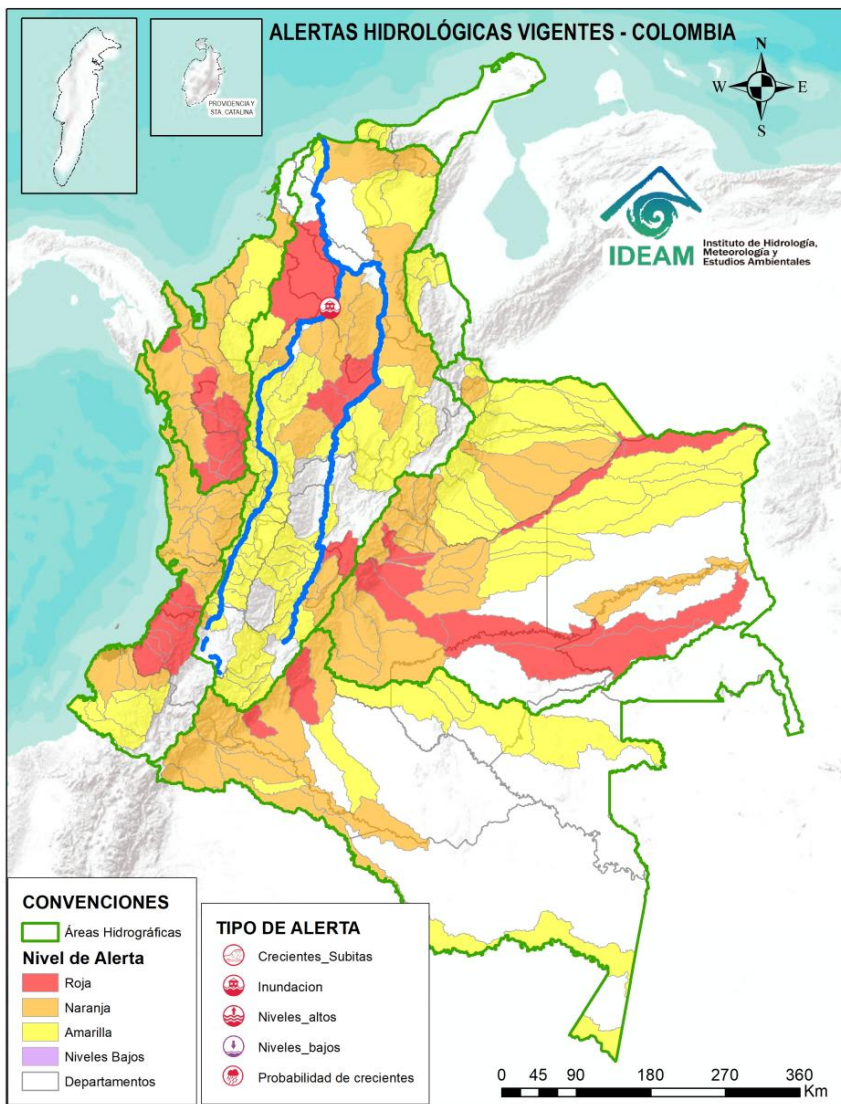 ALERTAS HIDROLÓGICAS VIGENTES - COLOMBIA
PROVIDENCIA Y
STA. CATALINA
N
W
E
S
IDEAM
Instituto de Hidrología,
Meteorología y
Estudios Ambientales
CONVENCIONES
Áreas Hidrográficas
Nivel de Alerta
Roja
Naranja
Amarilla
Niveles Bajos
Departamentos
TIPO DE ALERTA
Crecientes_Subitas
Inundacion
Niveles_altos
Niveles_bajos
Probabilidad de crecientes
0 45 90 180 270 360
Km